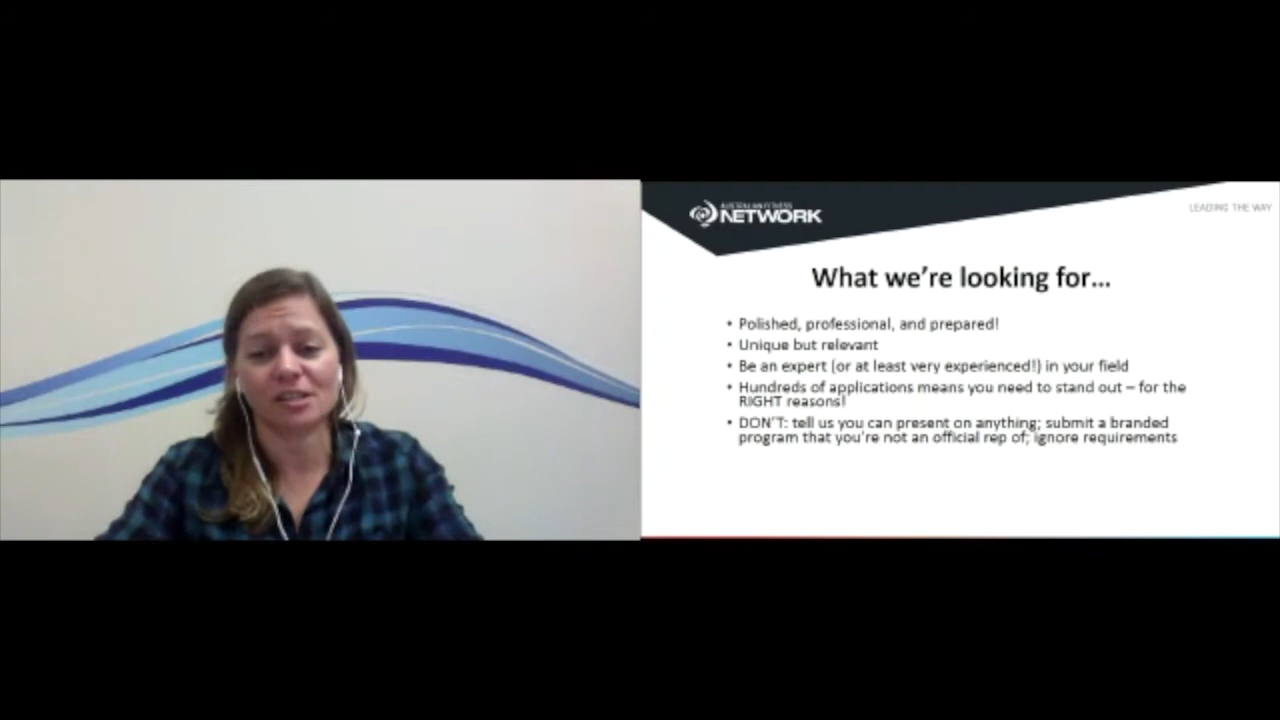 AUSTRALIAN FITNESS
NETWORK
LEADING THE WAY
What we're looking for...
• Polished, professional, and prepared!
• Unique but relevant
• Be an expert (or at least very experienced!) in your field
• Hundreds of applications means you need to stand out – for the
RIGHT reasons!
• DON'T: tell us you can present on anything; submit a branded
program that you're not an official rep of; ignore requirements